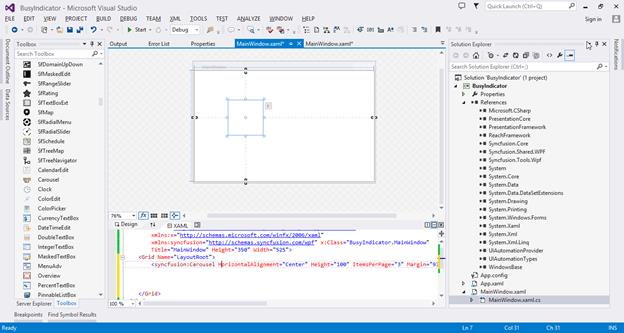 BusyIndicator - Microsoft Visual Studio
Quick Launch (Ctrl+Q)
FILE EDIT VIEW PROJECT BUILD DEBUG TEAM XML TOOLS TEST ANALYZE WINDOW HELP
Sign in
Start Debug
Document Outline
Data Sources
Toolbox
Search Toolbox
SfDomainUpDown
SfMaskedEdit
SfRangeSlider
SfRating
SfTextBoxExt
SfMap
SfRadialMenu
SfRadialSlider
SfSchedule
SfTreeMap
SfTreeNavigator
CalendarEdit
Carousel
Clock
ColorEdit
ColorPicker
CurrencyTextBox
DateTimeEdit
DoubleTextBox
IntegerTextBox
MaskedTextBox
MenuAdv
Overview
PercentTextBox
PinnableListBox
Server Explorer Toolbox
Breakpoints Find Symbol Results
Output Error List Properties MainWindow.xaml* MainWindow.xaml*
76%
Design XAML
xmlns:x="http://schemas.microsoft.com/winfx/2006/xaml"
xmlns:syncfusion="http://schemas.syncfusion.com/wpf" x:Class="BusyIndicator.MainWindow"
Title="MainWindow" Height="350" Width="525">
<Grid Name="LayoutRoot">
<syncfusion:Carousel HorizontalAlignment="Center" Height="100" ItemsPerPage="3" Margin="9
</Grid>
100 %
Solution Explorer
Search Solution Explorer (Ctrl+;)
Solution 'BusyIndicator' (1 project)
BusyIndicator
Properties
References
Microsoft.CSharp
PresentationCore
PresentationFramework
ReachFramework
Syncfusion.Core
Syncfusion.Shared.WPF
Syncfusion.Tools.Wpf
System
System.Core
System.Data
System.Data.DataSetExtensions
System.Drawing
System.Printing
System.Windows.Forms
System.Xaml
System.Xml
System.Xml.Linq
UIAutomationProvider
UIAutomationTypes
WindowsBase
App.config
App.xaml
MainWindow.xaml
MainWindow.xaml.cs
Notifications
Ready
Ln 7 Col 31 Ch 31 INS